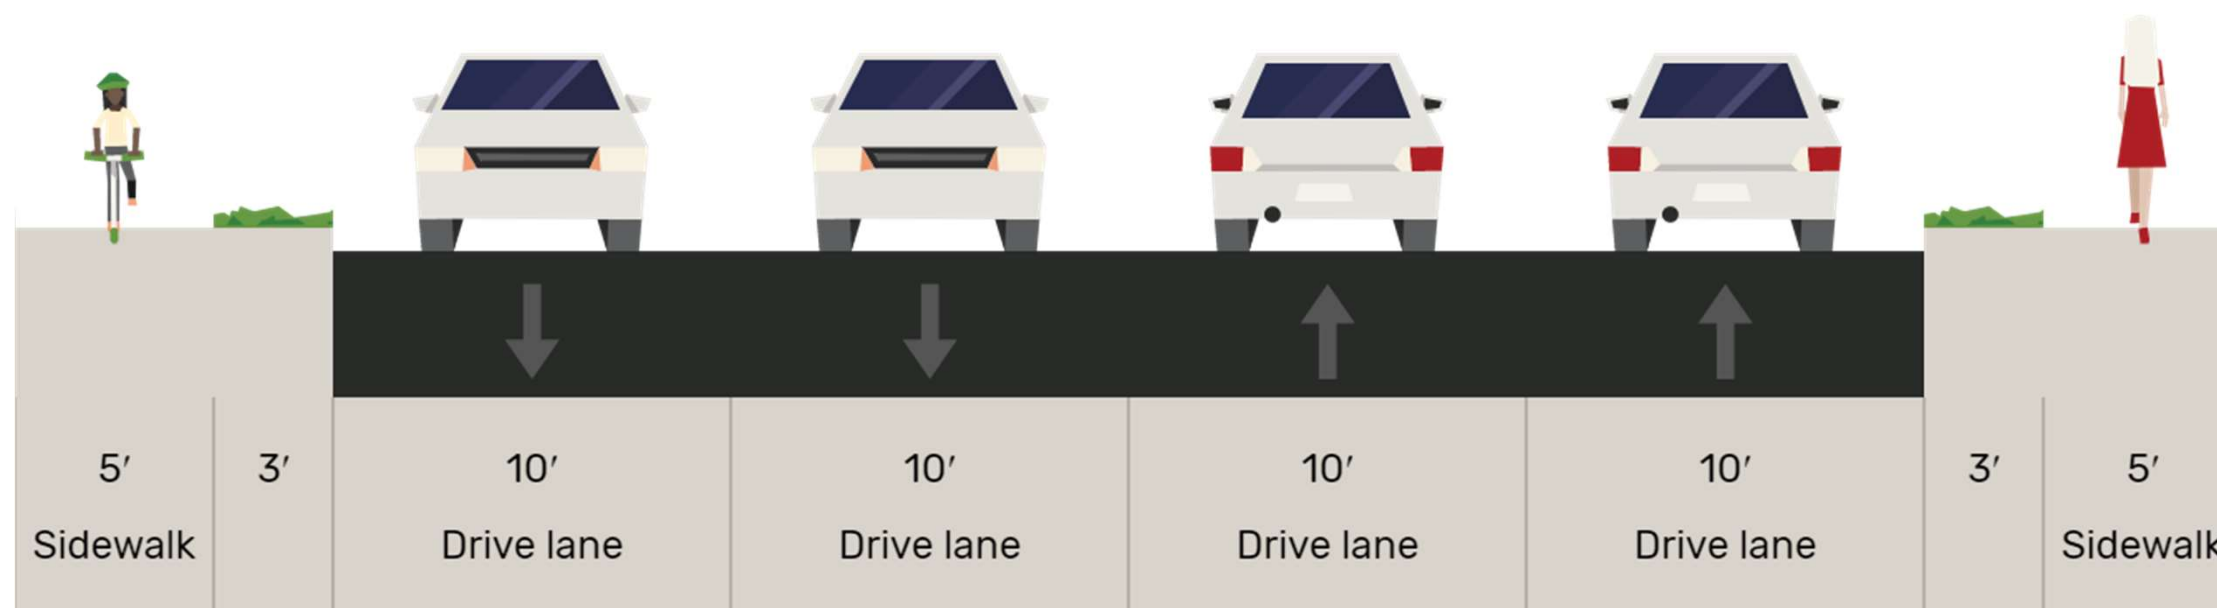 5′ 3′ 10′ 10′ 10′ 10′ 3′ 5′
Sidewalk Drive lane Drive lane Drive lane Drive lane Sidewalk